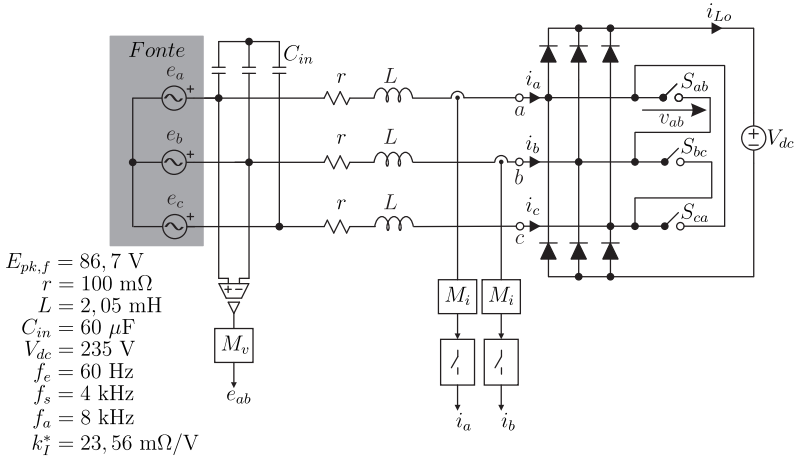 Fonte
e_a
+
e_b
+
e_c
+
C_in
r
L
r
L
r
L
i_a
a
i_b
b
i_c
c
i_Lo
S_ab
v_ab
S_bc
S_ca
+
−
V_dc
E_pk,f = 86,7 V
r = 100 mΩ
L = 2,05 mH
C_in = 60 μF
V_dc = 235 V
f_e = 60 Hz
f_s = 4 kHz
f_a = 8 kHz
k_I^* = 23,56 mΩ/V
+ −
M_v
e_ab
M_i
M_i
i_a
i_b